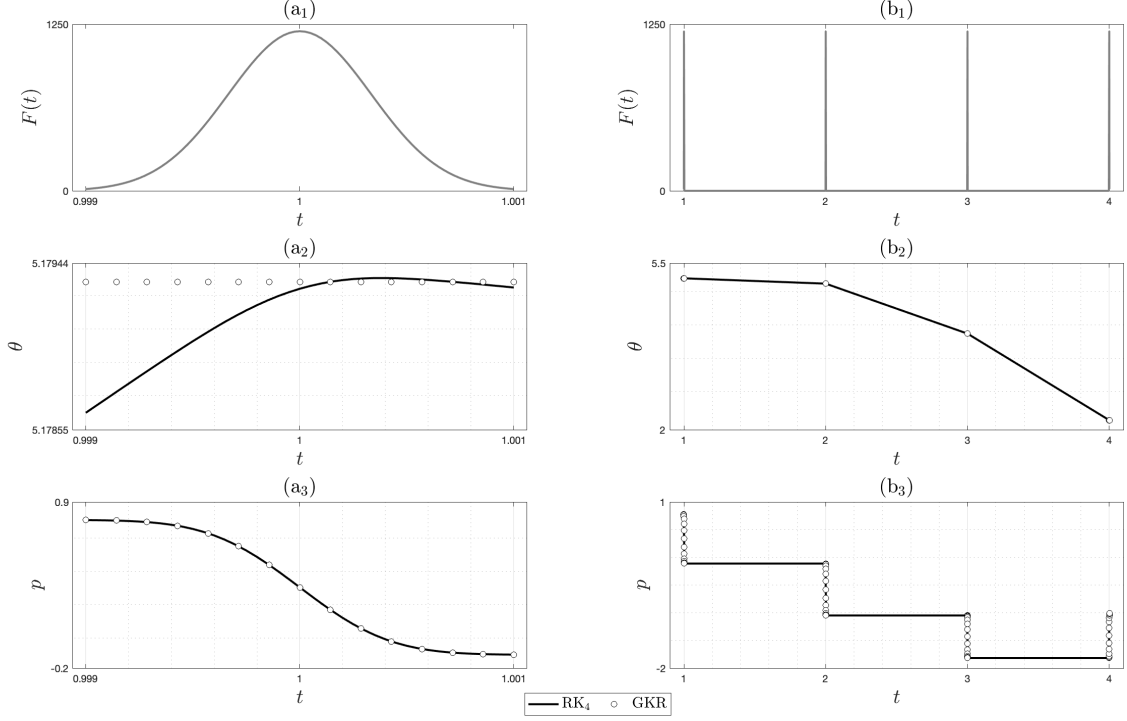 (a₁)
1250
F(t)
0
0.999
1
1.001
t
(b₁)
1250
F(t)
0
1
2
3
4
t
(a₂)
5.17944
θ
5.17855
0.999
1
1.001
t
(b₂)
5.5
θ
2
1
2
3
4
t
(a₃)
0.9
p
-0.2
0.999
1
1.001
t
(b₃)
1
p
-2
1
2
3
4
t
RK₄ GKR